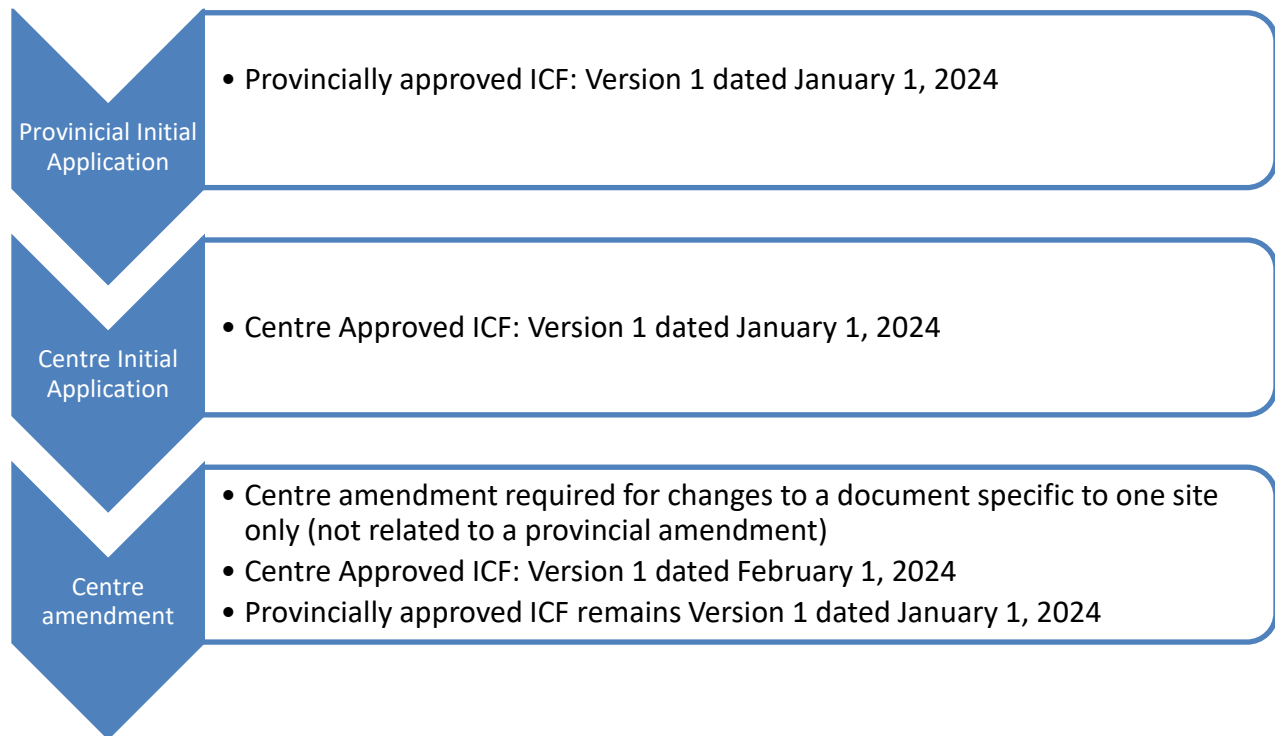 Provinicial Initial
Application
• Provincially approved ICF: Version 1 dated January 1, 2024
Centre Initial
Application
• Centre Approved ICF: Version 1 dated January 1, 2024
Centre
amendment
• Centre amendment required for changes to a document specific to one site
only (not related to a provincial amendment)
• Centre Approved ICF: Version 1 dated February 1, 2024
• Provincially approved ICF remains Version 1 dated January 1, 2024